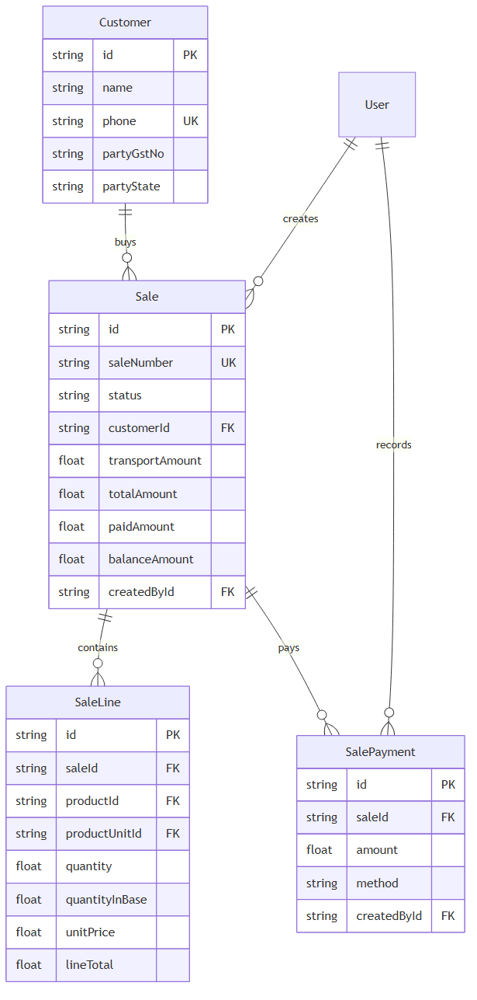 Customer
string id PK
string name
string phone UK
string partyGstNo
string partyState
User
creates
buys
Sale
string id PK
string saleNumber UK
string status
string customerId FK
float transportAmount
float totalAmount
float paidAmount
float balanceAmount
string createdById FK
records
contains
pays
SaleLine
string id PK
string saleId FK
string productId FK
string productUnitId FK
float quantity
float quantityInBase
float unitPrice
float lineTotal
SalePayment
string id PK
string saleId FK
float amount
string method
string createdById FK